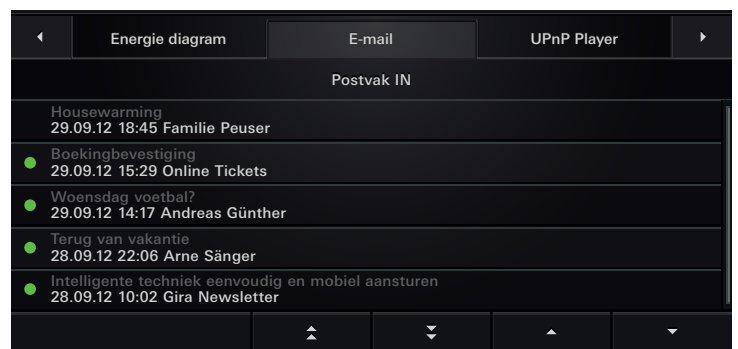 Energie diagram E-mail UPnP Player
Postvak IN
Housewarming
29.09.12 18:45 Familie Peuser
Boekingbevestiging
29.09.12 15:29 Online Tickets
Woensdag voetbal?
29.09.12 14:17 Andreas Günther
Terug van vakantie
28.09.12 22:06 Arne Sänger
Intelligente techniek eenvoudig en mobiel aansturen
28.09.12 10:02 Gira Newsletter